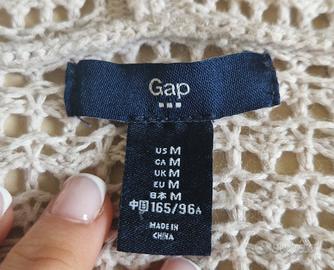 Gap
US M
CA M
UK M
EU M
日本 M
中国 165/96A
MADE IN
CHINA